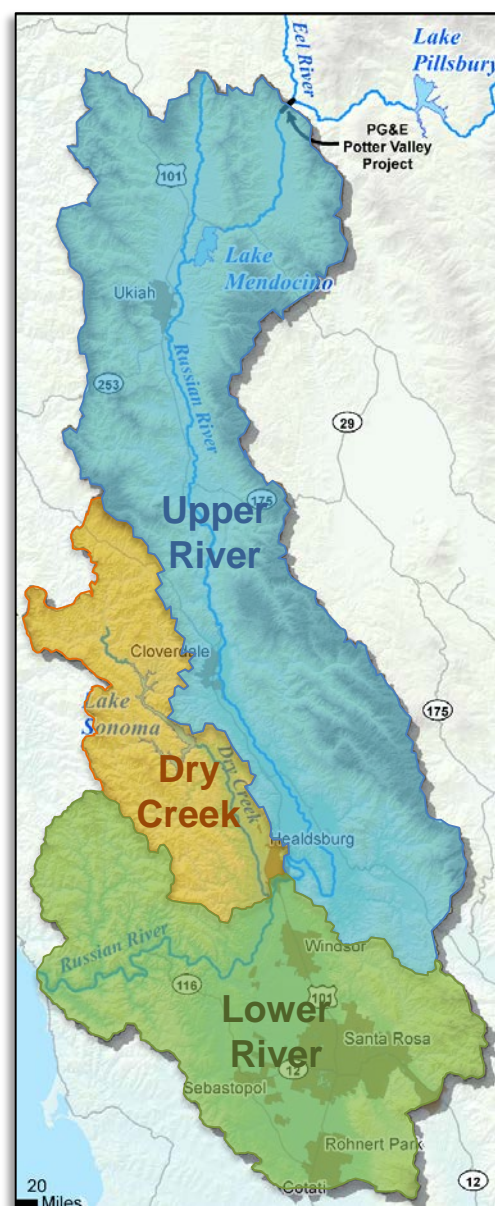 Eel River
Lake
Pillsbury
PG&E
Potter Valley
Project
101
Lake
Mendocino
Ukiah
Russian River
253
29
175
Upper
River
Cloverdale
Lake
Sonoma
175
Dry
Creek
Dry Creek
Healdsburg
Russian River
Windsor
116
101
Lower
River
Santa Rosa
12
Sebastopol
Rohnert Park
Cotati
12
20
Miles